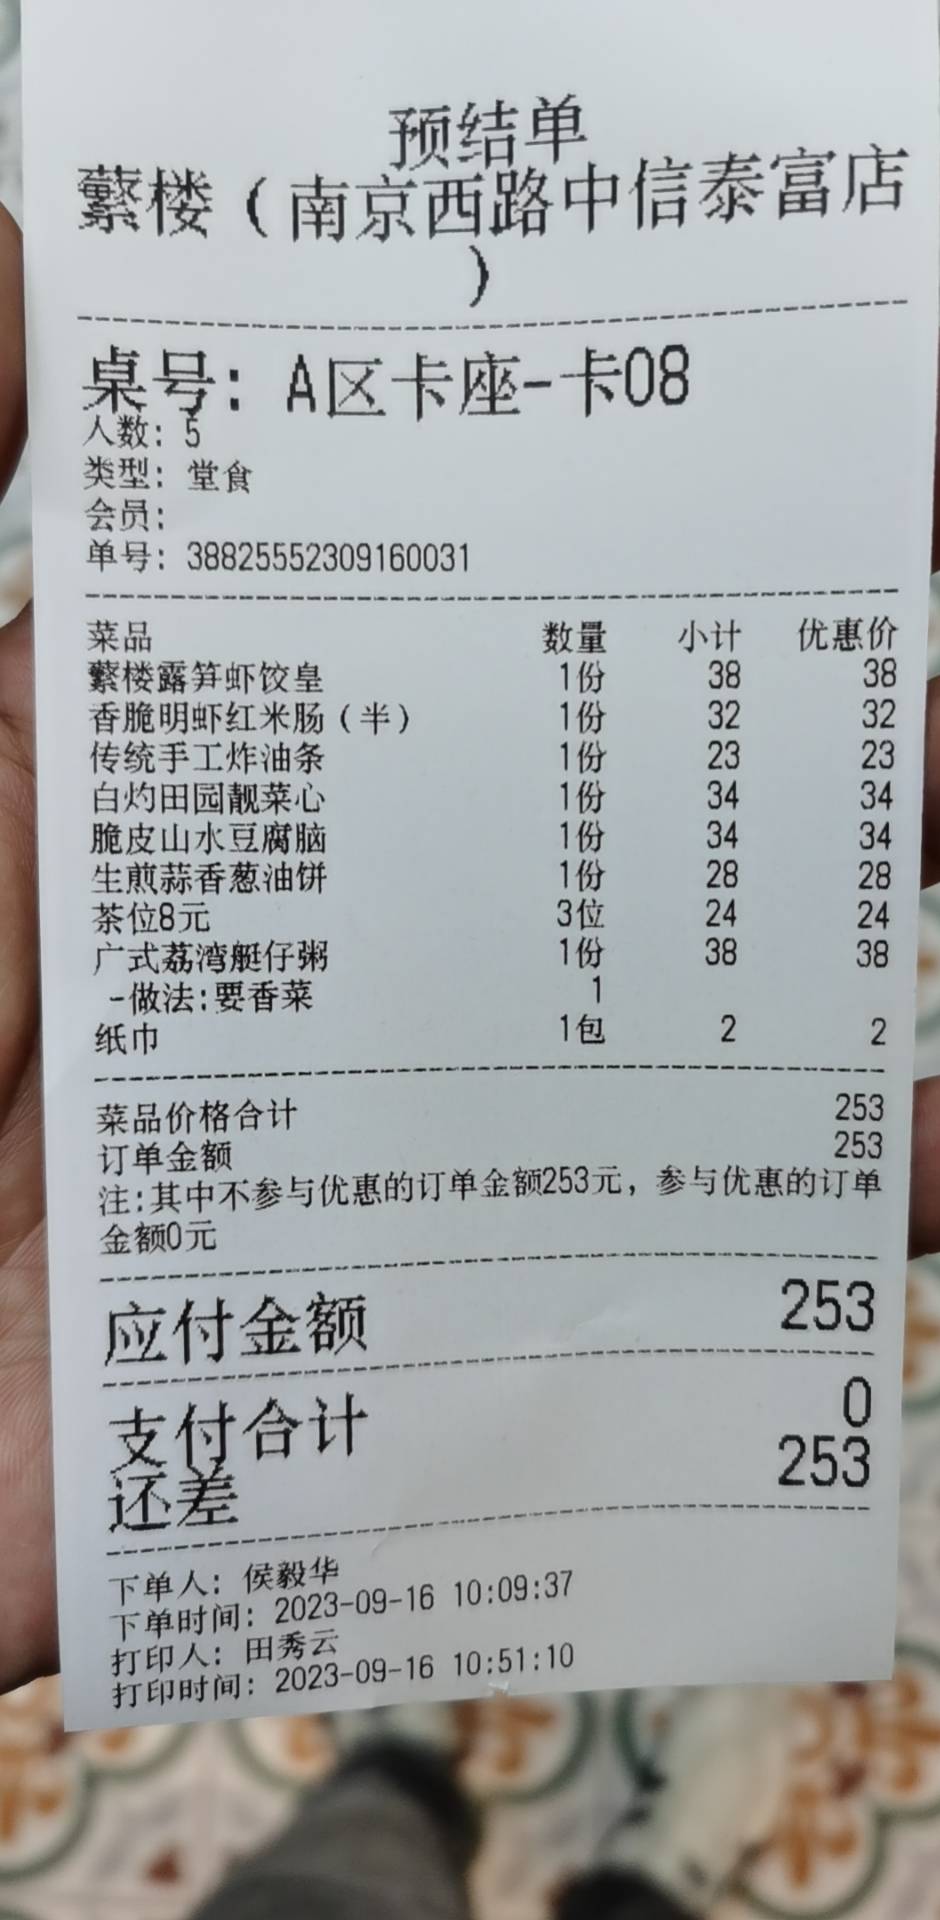 预结单
蘩楼（南京西路中信泰富店
）
桌号：A区卡座-卡08
人数：5
类型：堂食
会员：
单号：38825552309160031
菜品 数量 小计 优惠价
蘩楼露笋虾饺皇 1份 38 38
香脆明虾红米肠（半） 1份 32 32
传统手工炸油条 1份 23 23
白灼田园靓菜心 1份 34 34
脆皮山水豆腐脑 1份 34 34
生煎蒜香葱油饼 1份 28 28
茶位8元 3位 24 24
广式荔湾艇仔粥 1份 38 38
-做法:要香菜 1
纸巾 1包 2 2
菜品价格合计 253
订单金额 253
注:其中不参与优惠的订单金额253元，参与优惠的订单
金额0元
应付金额 253
支付合计 0
还差 253
下单人：侯毅华
下单时间：2023-09-16 10:09:37
打印人：田秀云
打印时间：2023-09-16 10:51:10